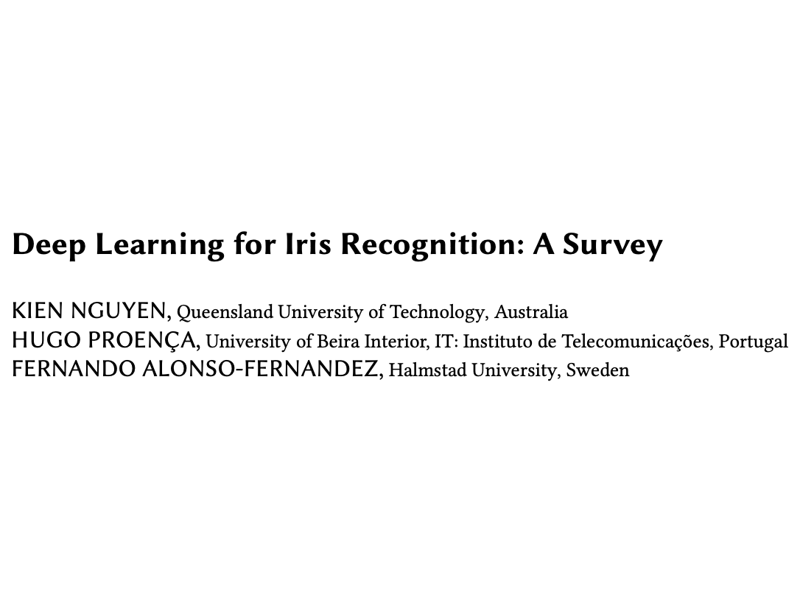 Deep Learning for Iris Recognition: A Survey
KIEN NGUYEN, Queensland University of Technology, Australia
HUGO PROENÇA, University of Beira Interior, IT: Instituto de Telecomunicações, Portugal
FERNANDO ALONSO-FERNANDEZ, Halmstad University, Sweden